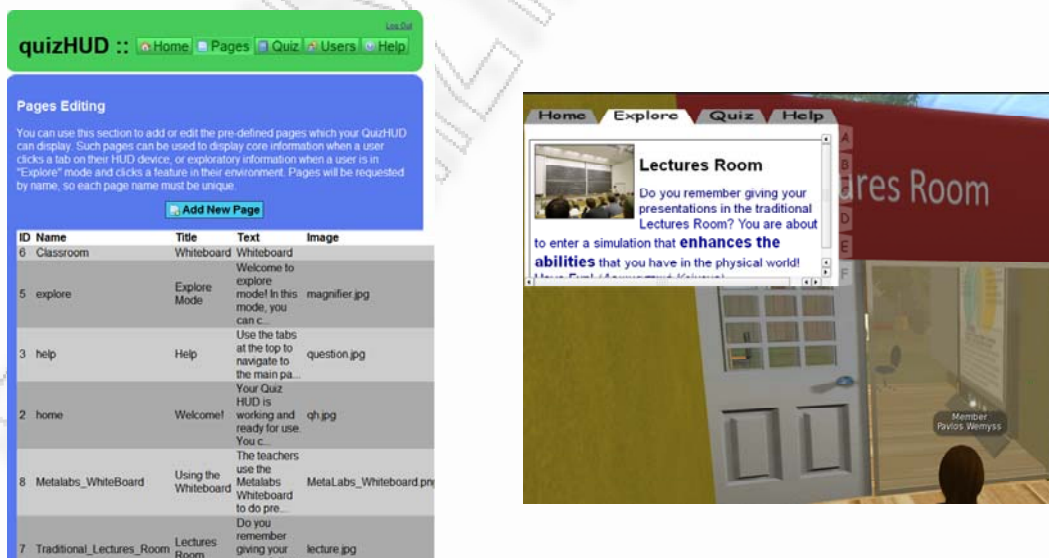 Log Out
quizHUD :: Home Pages Quiz Users Help
Pages Editing
You can use this section to add or edit the pre-defined pages which your QuizHUD
can display. Such pages can be used to display core information when a user
clicks a tab on their HUD device, or exploratory information when a user is in
"Explore" mode and clicks a feature in their environment. Pages will be requested
by name, so each page name must be unique.
Add New Page
ID Name Title Text Image
6 Classroom Whiteboard Whiteboard
5 explore Explore Mode Welcome to explore mode! In this mode, you can c... magnifier.jpg
3 help Help Use the tabs at the top to navigate to the main pa... question.jpg
2 home Welcome! Your Quiz HUD is working and ready for use. You c... qh.jpg
8 Metalabs_WhiteBoard Using the Whiteboard The teachers use the Metalabs Whiteboard to do pre... MetaLabs_Whiteboard.png
7 Traditional_Lectures_Room Lectures Room Do you remember giving your lecture.jpg
Home Explore Quiz Help
Lectures Room
Do you remember giving your
presentations in the traditional
Lectures Room? You are about
to enter a simulation that enhances the
abilities that you have in the physical world!
A
B
D
E
F
ures Room
Member
Pavlos Wemyss